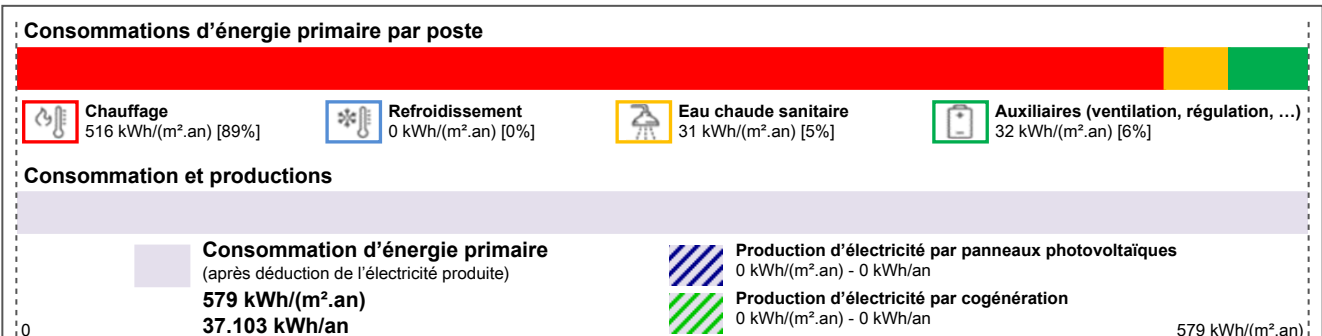 Consommations d’énergie primaire par poste
Chauffage
516 kWh/(m².an) [89%]
Refroidissement
0 kWh/(m².an) [0%]
Eau chaude sanitaire
31 kWh/(m².an) [5%]
Auxiliaires (ventilation, régulation, …)
32 kWh/(m².an) [6%]
Consommation et productions
Consommation d’énergie primaire
(après déduction de l’électricité produite)
579 kWh/(m².an)
37.103 kWh/an
Production d’électricité par panneaux photovoltaïques
0 kWh/(m².an) - 0 kWh/an
Production d’électricité par cogénération
0 kWh/(m².an) - 0 kWh/an
0
579 kWh/(m².an)